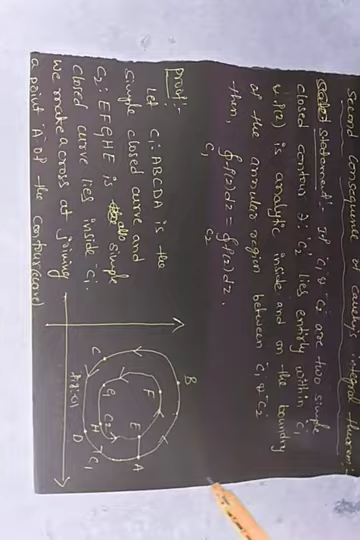 Second consequence of cauchy's integral theorem:
Statement:- If 'c₁' & 'c₂' are two simple
closed contour ∋: c₂ lies entirely within c₁
& f(z) is analytic inside and on the boundry
of the annular region between c₁ & c₂
then, ∮f(z)dz = ∮f(z)dz.
c₁ c₂
Proof:-
Let c₁: ABCDA is the
simple closed curve and
c₂: EFGHE is also simple
closed curve lies inside c₁.
We make a cross at joining
a point 'A' of the contour
B
C
F
G
E
C₂
H
A
D
C₁